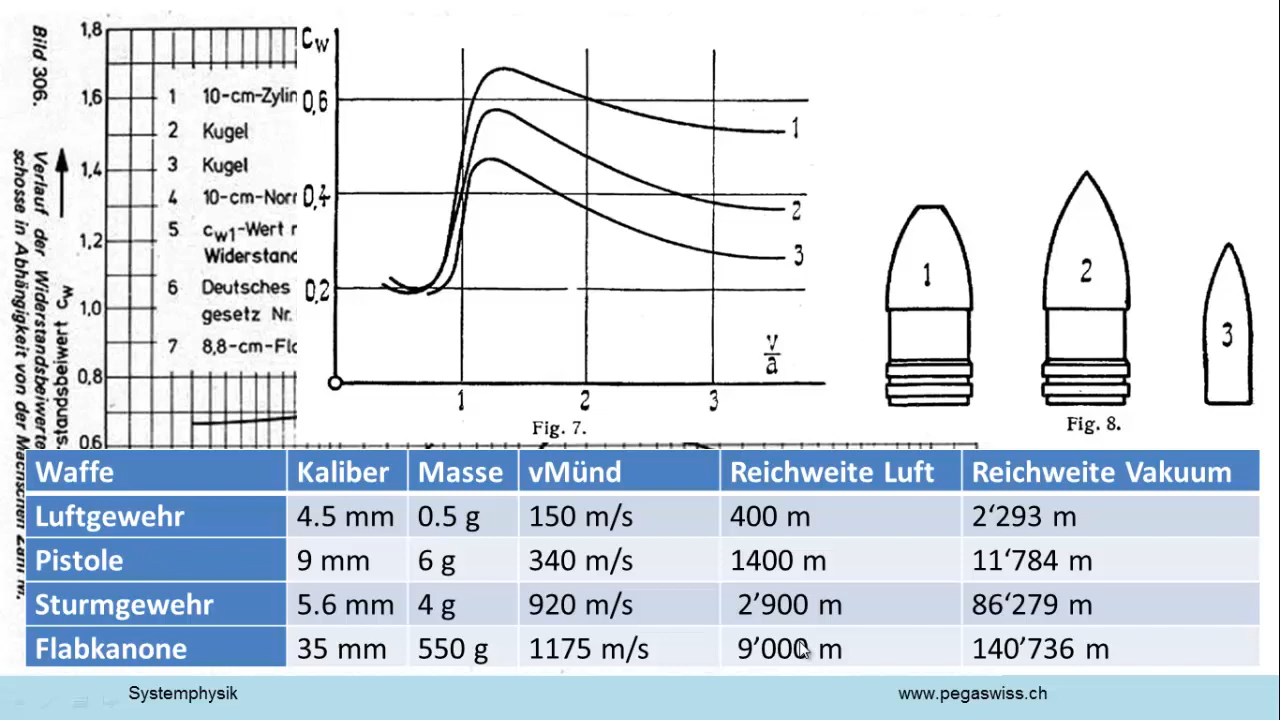 Bild 306.
Verlauf der Widerstandsbeiwerte
schosse in Abhängigkeit von der Machschen Zahl m.
standsbeiwert cw
1,8
1,6
1,4
1,2
1,0
0,8
0,6
1 10-cm-Zylin
2 Kugel
3 Kugel
4 10-cm-Norr
5 cw1-Wert r
Widerstand
6 Deutsches
gesetz Nr.
7 8,8-cm-Fla
cw
0,6
0,4
0,2
1
2
3
v/a
1 2 3
Fig. 7.
1
2
3
Fig. 8.
Waffe Kaliber Masse vMünd Reichweite Luft Reichweite Vakuum
Luftgewehr 4.5 mm 0.5 g 150 m/s 400 m 2‘293 m
Pistole 9 mm 6 g 340 m/s 1400 m 11‘784 m
Sturmgewehr 5.6 mm 4 g 920 m/s 2’900 m 86‘279 m
Flabkanone 35 mm 550 g 1175 m/s 9’000 m 140’736 m
Systemphysik www.pegaswiss.ch